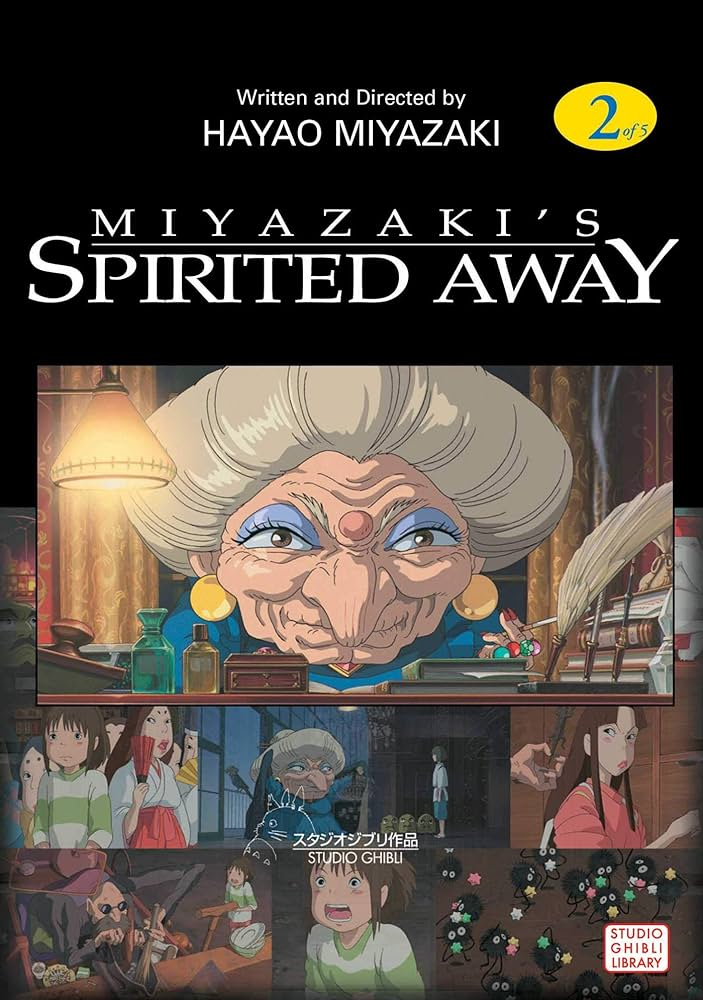 Written and Directed by
HAYAO MIYAZAKI
2 of 5
MIYAZAKI'S
SPIRITED AWAY
スタジオジブリ作品
STUDIO GHIBLI
STUDIO
GHIBLI
LIBRARY